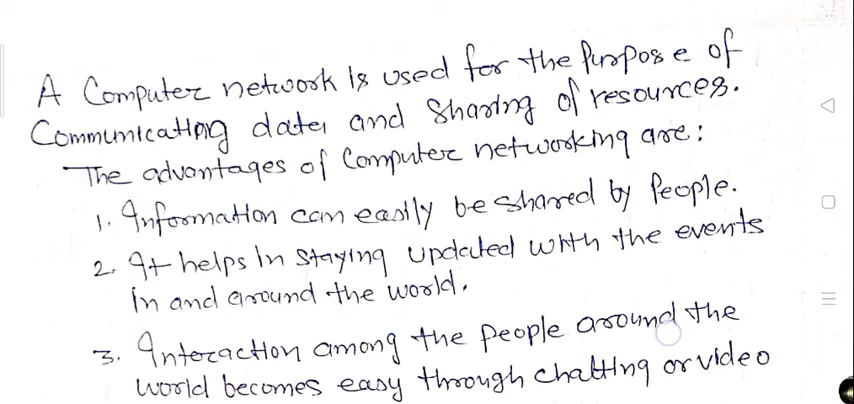 A Computer network is used for the Purpose of
Communicating data and sharing of resources.
The advantages of Computer networking are:
1. Information can easily be shared by People.
2. It helps in staying updated with the events
in and around the world.
3. Interaction among the people around the
world becomes easy through chatting or video